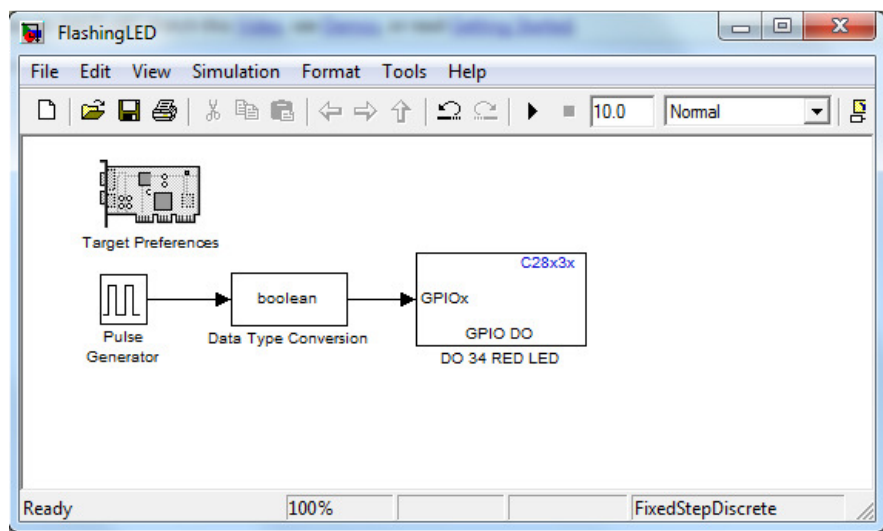 FlashingLED
File Edit View Simulation Format Tools Help
10.0 Normal
Target Preferences
C28x3x
boolean
GPIOx
GPIO DO
Pulse
Generator
Data Type Conversion
DO 34 RED LED
Ready 100% FixedStepDiscrete